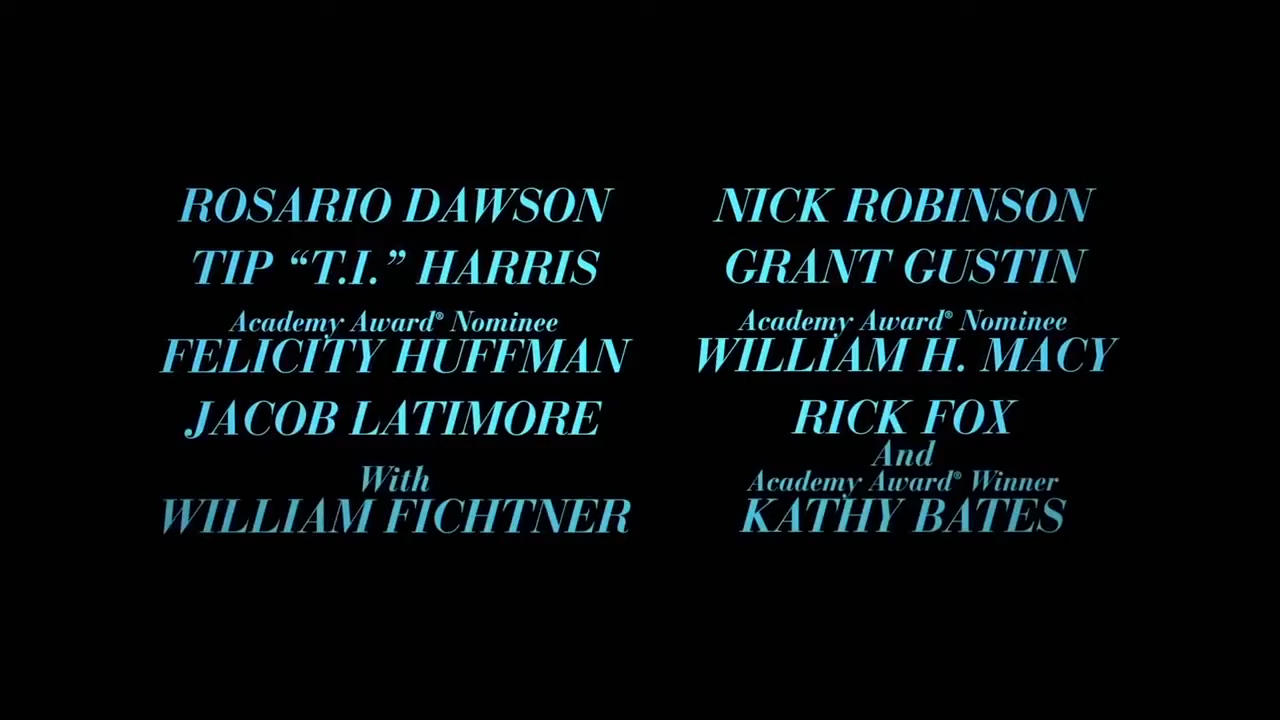 ROSARIO DAWSON
NICK ROBINSON
TIP “T.I.” HARRIS
GRANT GUSTIN
Academy Award® Nominee
FELICITY HUFFMAN
Academy Award® Nominee
WILLIAM H. MACY
JACOB LATIMORE
RICK FOX
With
WILLIAM FICHTNER
And
Academy Award® Winner
KATHY BATES